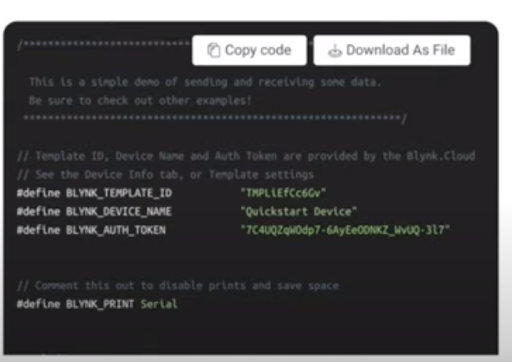 Copy code
Download As File
/*****************************
This is a simple demo of sending and receiving some data.
Be sure to check out other examples!
*************************************************************/
// Template ID, Device Name and Auth Token are provided by the Blynk.Cloud
// See the Device Info tab, or Template settings
#define BLYNK_TEMPLATE_ID "TMPLiEfCc6Gv"
#define BLYNK_DEVICE_NAME "Quickstart Device"
#define BLYNK_AUTH_TOKEN
// Comment this out to disable prints and save space
#define BLYNK_PRINT Serial